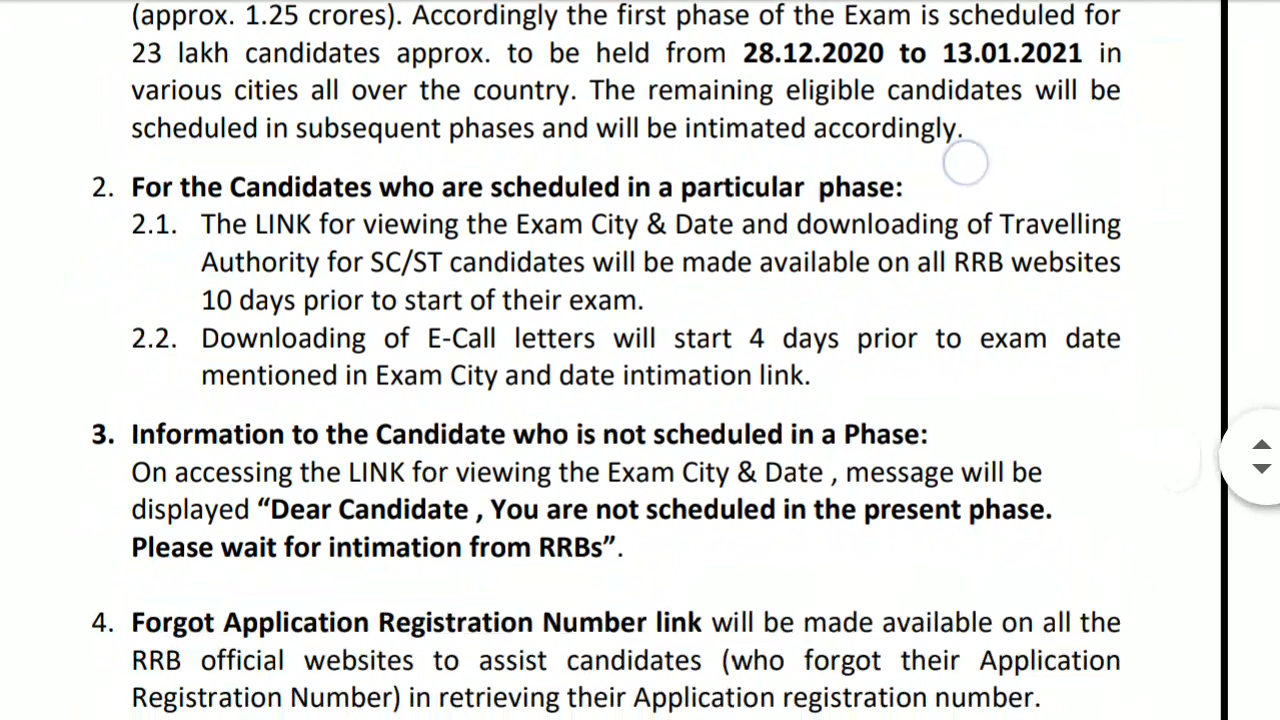 (approx. 1.25 crores). Accordingly the first phase of the Exam is scheduled for
23 lakh candidates approx. to be held from 28.12.2020 to 13.01.2021 in
various cities all over the country. The remaining eligible candidates will be
scheduled in subsequent phases and will be intimated accordingly.
2. For the Candidates who are scheduled in a particular phase:
2.1. The LINK for viewing the Exam City & Date and downloading of Travelling
Authority for SC/ST candidates will be made available on all RRB websites
10 days prior to start of their exam.
2.2. Downloading of E-Call letters will start 4 days prior to exam date
mentioned in Exam City and date intimation link.
3. Information to the Candidate who is not scheduled in a Phase:
On accessing the LINK for viewing the Exam City & Date , message will be
displayed “Dear Candidate , You are not scheduled in the present phase.
Please wait for intimation from RRBs”.
4. Forgot Application Registration Number link will be made available on all the
RRB official websites to assist candidates (who forgot their Application
Registration Number) in retrieving their Application registration number.